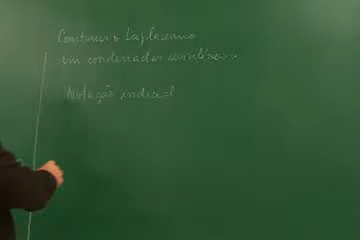 Construir o Laplaciano
em coordenadas curvilíneas.
Notação indicial